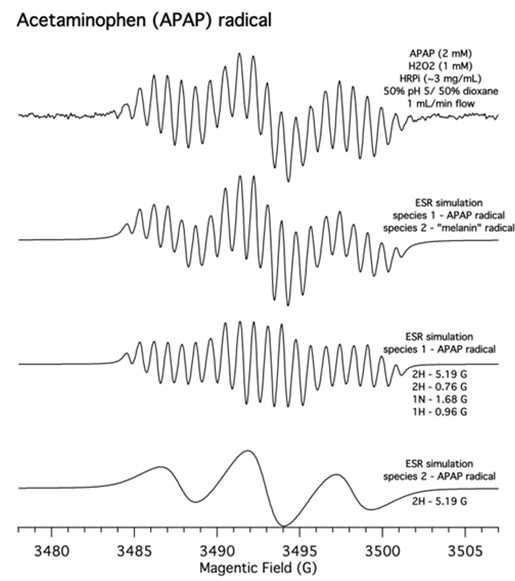 Acetaminophen (APAP) radical
APAP (2 mM)
H2O2 (1 mM)
HRPi (~3 mg/mL)
50% pH 5/ 50% dioxane
1 mL/min flow
ESR simulation
species 1 - APAP radical
species 2 - "melanin" radical
ESR simulation
species 1 - APAP radical
2H - 5.19 G
2H - 0.76 G
1N - 1.68 G
1H - 0.96 G
ESR simulation
species 2 - APAP radical
2H - 5.19 G
3480 3485 3490 3495 3500 3505
Magentic Field (G)